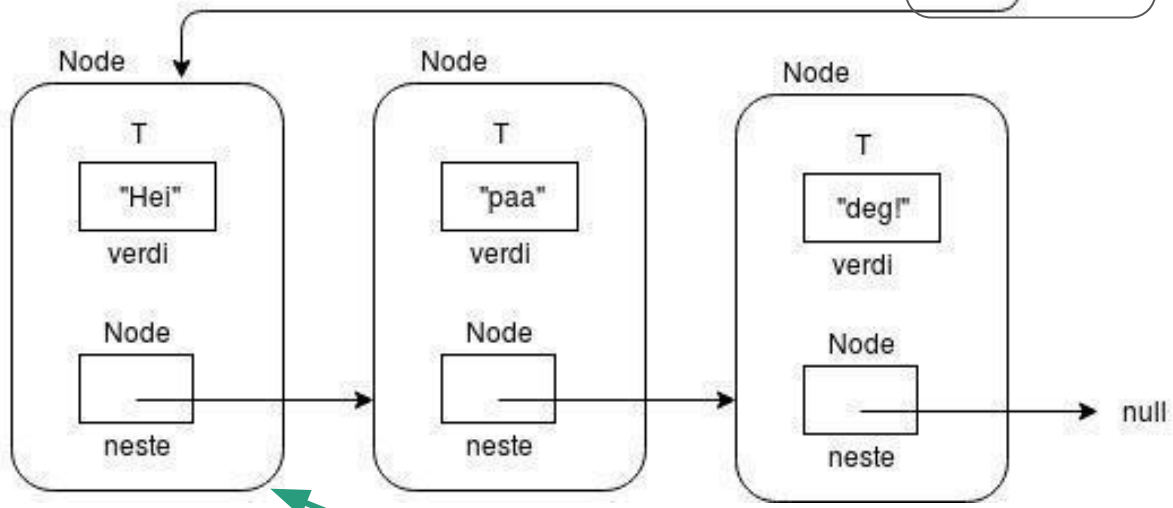 Node
T
"Hei"
verdi
Node
neste
Node
T
"paa"
verdi
Node
neste
Node
T
"deg!"
verdi
Node
neste
null